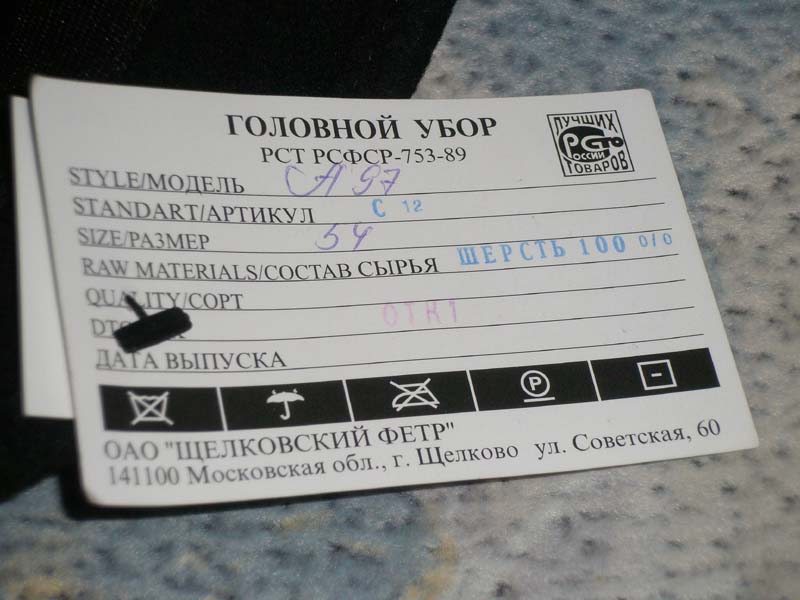 ГОЛОВНОЙ УБОР
РСТ РСФСР-753-89
ЛУЧШИХ
РОССИИ
ТОВАРОВ
STYLE/МОДЕЛЬ А 97
STANDART/АРТИКУЛ С 12
SIZE/РАЗМЕР 54
RAW MATERIALS/СОСТАВ СЫРЬЯ ШЕРСТЬ 100 0/0
QUALITY/СОРТ
ОТК1
ДАТА ВЫПУСКА
P
ОАО "ЩЕЛКОВСКИЙ ФЕТР"
141100 Московская обл., г. Щелково ул. Советская, 60